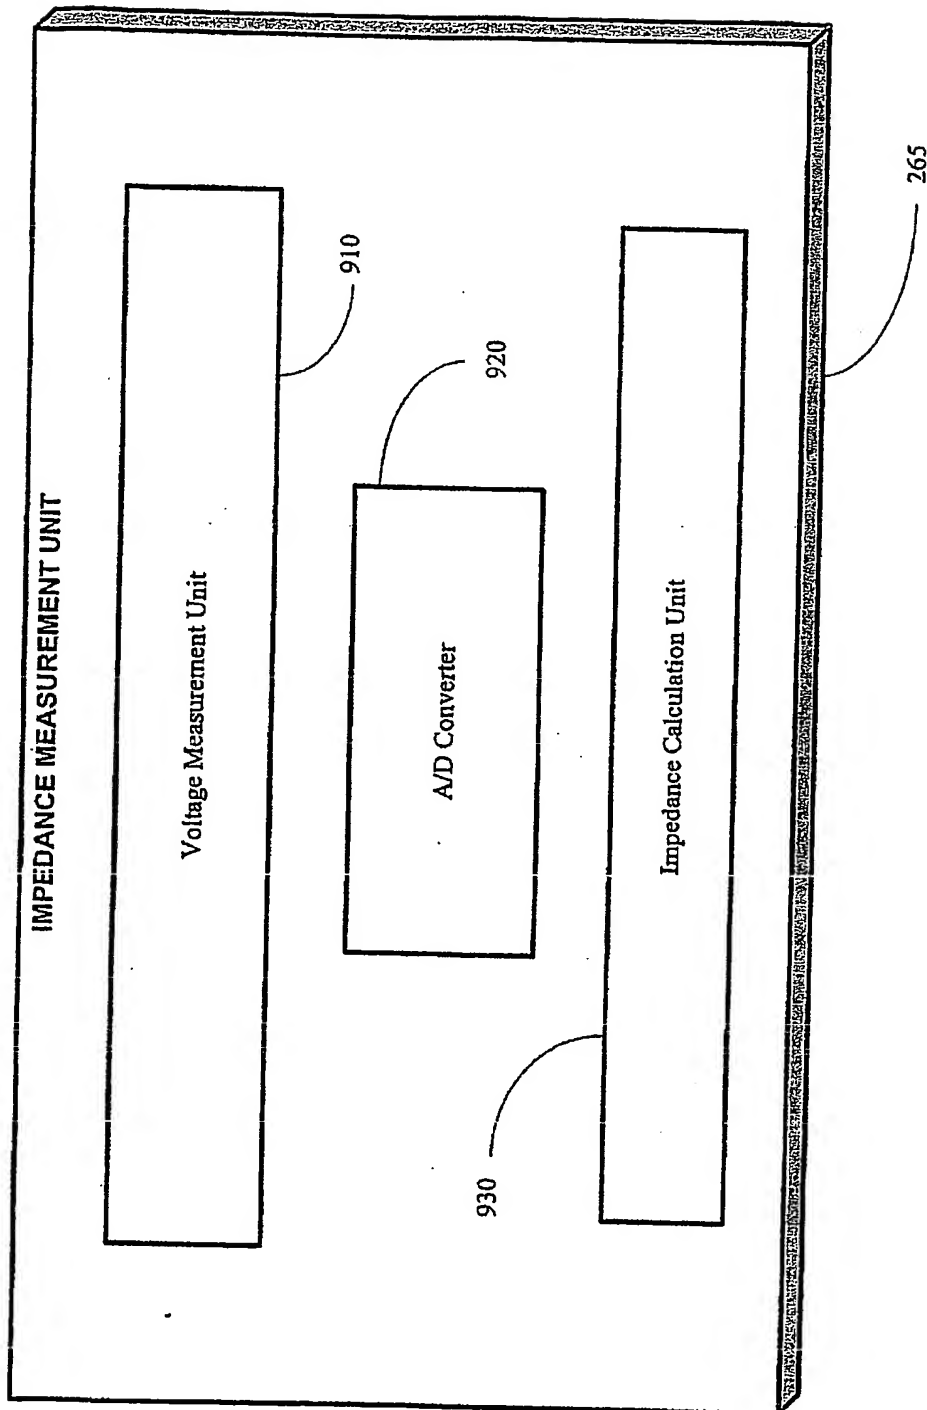 IMPEDANCE MEASUREMENT UNIT
Voltage Measurement Unit
910
A/D Converter
920
Impedance Calculation Unit
930
265